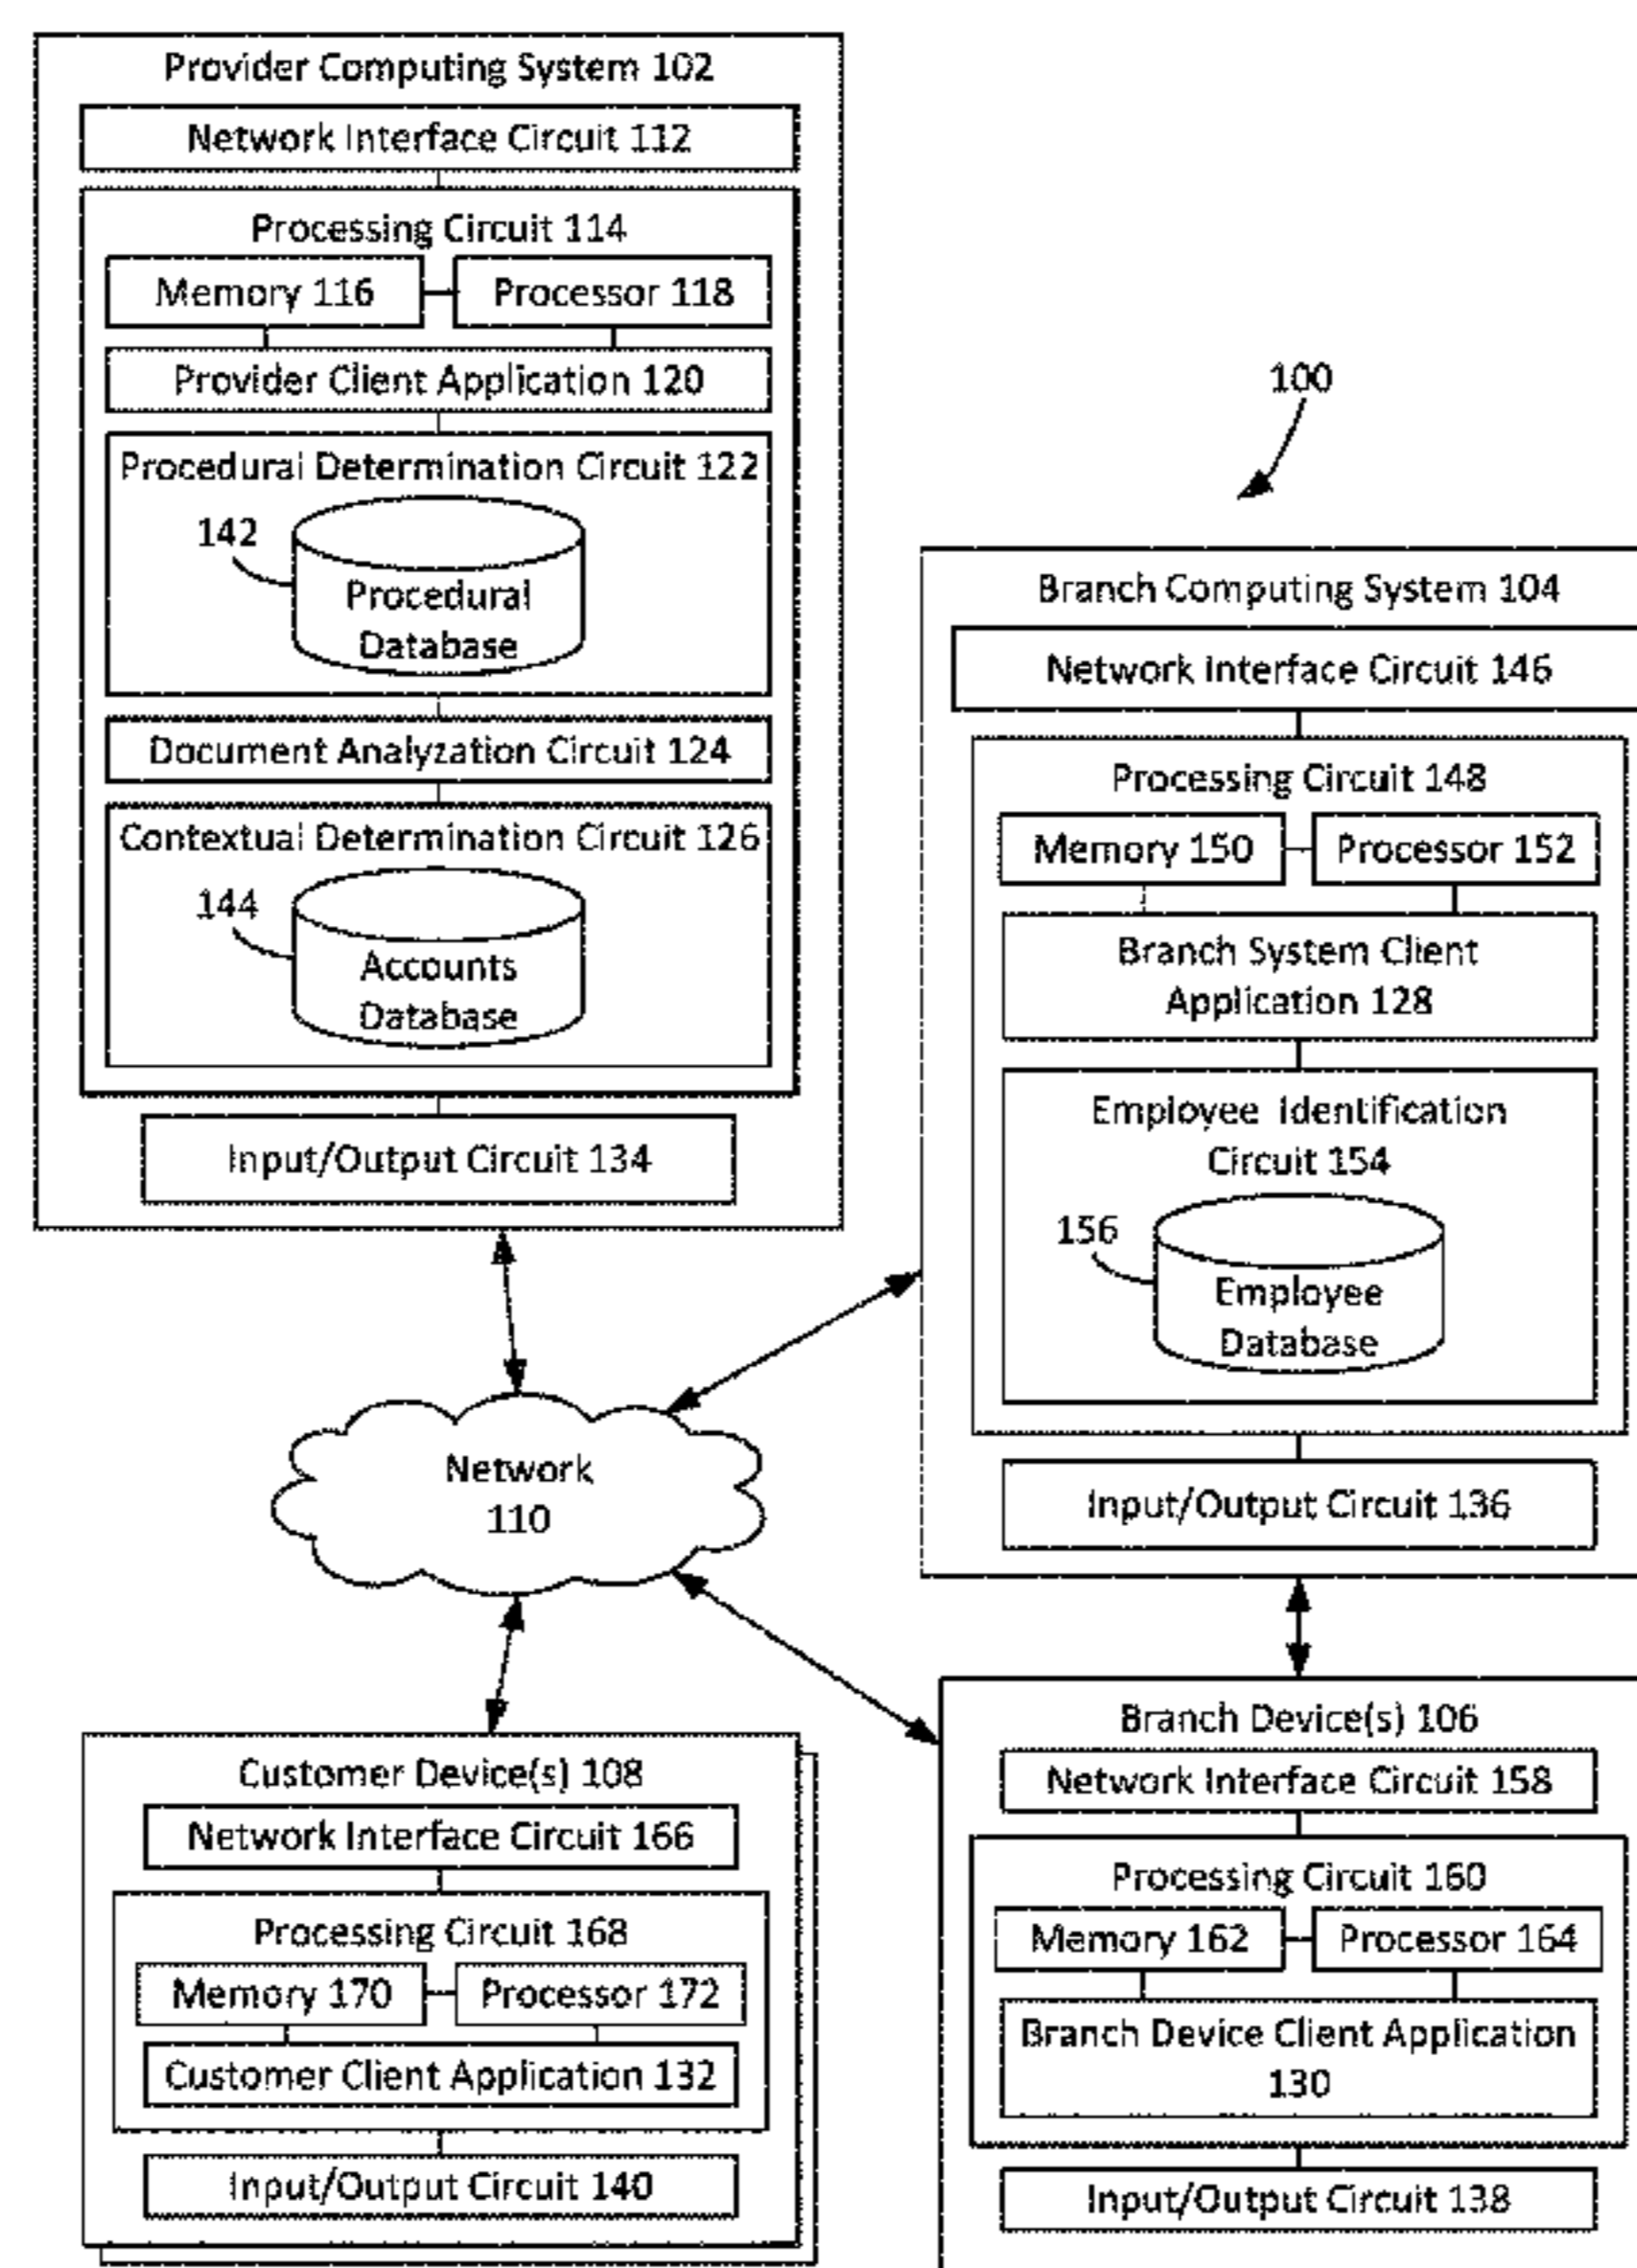 Provider Computing System 102
Network Interface Circuit 112
Processing Circuit 114
Memory 116
Processor 118
Provider Client Application 120
Procedural Determination Circuit 122
142
Procedural
Database
Document Analyzation Circuit 124
Contextual Determination Circuit 126
144
Accounts
Database
Input/Output Circuit 134
100
Branch Computing System 104
Network Interface Circuit 146
Processing Circuit 148
Memory 150
Processor 152
Branch System Client
Application 128
Employee Identification
Circuit 154
156
Employee
Database
Input/Output Circuit 136
Network
110
Customer Device(s) 108
Network Interface Circuit 166
Processing Circuit 168
Memory 170
Processor 172
Customer Client Application 132
Input/Output Circuit 140
Branch Device(s) 106
Network Interface Circuit 158
Processing Circuit 160
Memory 162
Processor 164
Branch Device Client Application
130
Input/Output Circuit 138